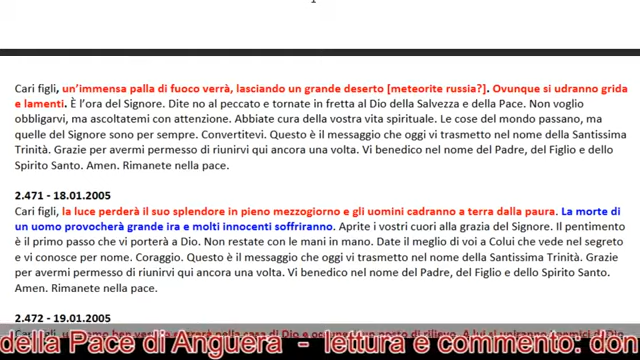 Cari figli, un'immensa palla di fuoco verrà, lasciando un grande deserto [meteorite russia?]. Ovunque si udranno grida
e lamenti. È l'ora del Signore. Dite no al peccato e tornate in fretta al Dio della Salvezza e della Pace. Non voglio
obbligarvi, ma ascoltatemi con attenzione. Abbiate cura della vostra vita spirituale. Le cose del mondo passano, ma
quelle del Signore sono per sempre. Convertitevi. Questo è il messaggio che oggi vi trasmetto nel nome della Santissima
Trinità. Grazie per avermi permesso di riunirvi qui ancora una volta. Vi benedico nel nome del Padre, del Figlio e dello
Spirito Santo. Amen. Rimanete nella pace.
2.471 - 18.01.2005
Cari figli, la luce perderà il suo splendore in pieno mezzogiorno e gli uomini cadranno a terra dalla paura. La morte di
un uomo provocherà grande ira e molti innocenti soffriranno. Aprite i vostri cuori alla grazia del Signore. Il pentimento
è il primo passo che vi porterà a Dio. Non restate con le mani in mano. Date il meglio di voi a Colui che vede nel segreto
e vi conosce per nome. Coraggio. Questo è il messaggio che oggi vi trasmetto nel nome della Santissima Trinità. Grazie
per avermi permesso di riunirvi qui ancora una volta. Vi benedico nel nome del Padre, del Figlio e dello Spirito Santo.
Amen. Rimanete nella pace.
2.472 - 19.01.2005
Cari figli,
della Pace di Anguera - lettura e commento: don